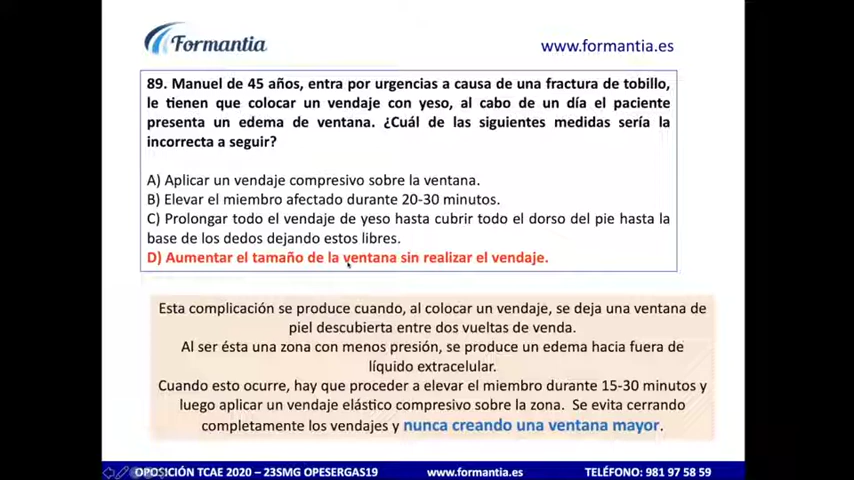 Formantia
www.formantia.es
89. Manuel de 45 años, entra por urgencias a causa de una fractura de tobillo,
le tienen que colocar un vendaje con yeso, al cabo de un día el paciente
presenta un edema de ventana. ¿Cuál de las siguientes medidas sería la
incorrecta a seguir?
A) Aplicar un vendaje compresivo sobre la ventana.
B) Elevar el miembro afectado durante 20-30 minutos.
C) Prolongar todo el vendaje de yeso hasta cubrir todo el dorso del pie hasta la
base de los dedos dejando estos libres.
D) Aumentar el tamaño de la ventana sin realizar el vendaje.
Esta complicación se produce cuando, al colocar un vendaje, se deja una ventana de
piel descubierta entre dos vueltas de venda.
Al ser ésta una zona con menos presión, se produce un edema hacia fuera de
líquido extracelular.
Cuando esto ocurre, hay que proceder a elevar el miembro durante 15-30 minutos y
luego aplicar un vendaje elástico compresivo sobre la zona. Se evita cerrando
completamente los vendajes y nunca creando una ventana mayor.
OPOSICIÓN TCAE 2020 – 23SMG OPESERGAS19
www.formantia.es
TELÉFONO: 981 97 58 59